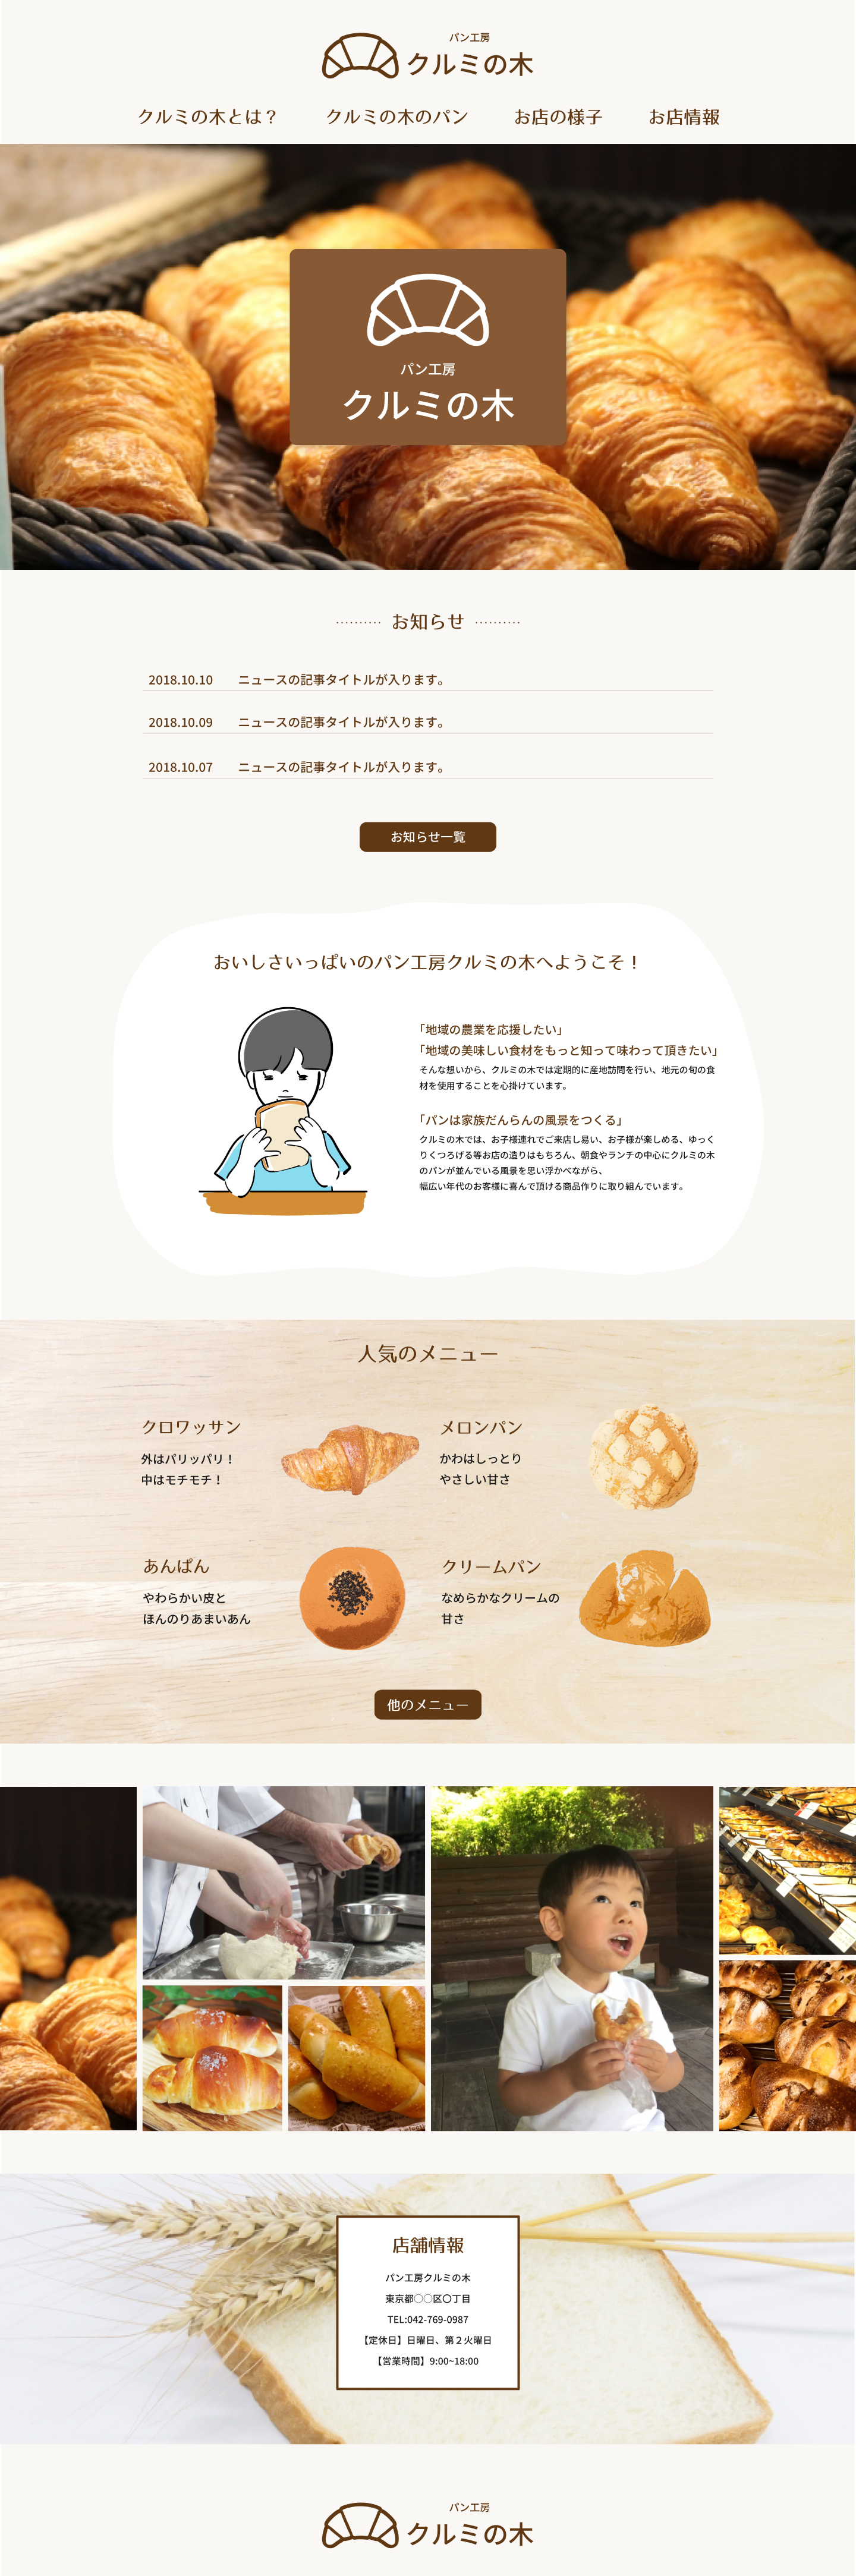 パン工房
クルミの木
クルミの木とは？ クルミの木のパン お店の様子 お店情報
パン工房
クルミの木
お知らせ
2018.10.10 ニュースの記事タイトルが入ります。
2018.10.09 ニュースの記事タイトルが入ります。
2018.10.07 ニュースの記事タイトルが入ります。
お知らせ一覧
おいしさいっぱいのパン工房クルミの木へようこそ！
「地域の農業を応援したい」
「地域の美味しい食材をもっと知って味わって頂きたい」
そんな想いから、クルミの木では定期的に産地訪問を行い、地元の旬の食
材を使用することを心掛けています。
「パンは家族だんらんの風景をつくる」
クルミの木では、お子様連れでご来店し易い、お子様が楽しめる、ゆっく
りくつろげる等お店の造りはもちろん、朝食やランチの中心にクルミの木
のパンが並んでいる風景を思い浮かべながら、
幅広い年代のお客様に喜んで頂ける商品作りに取り組んでいます。
人気のメニュー
クロワッサン
外はパリッパリ！
中はモチモチ！
メロンパン
かわはしっとり
やさしい甘さ
あんぱん
やわらかい皮と
ほんのりあまいあん
クリームパン
なめらかなクリームの
甘さ
他のメニュー
店舗情報
パン工房クルミの木
東京都〇〇区〇丁目
TEL:042-769-0987
【定休日】日曜日、第２火曜日
【営業時間】9:00~18:00
パン工房
クルミの木